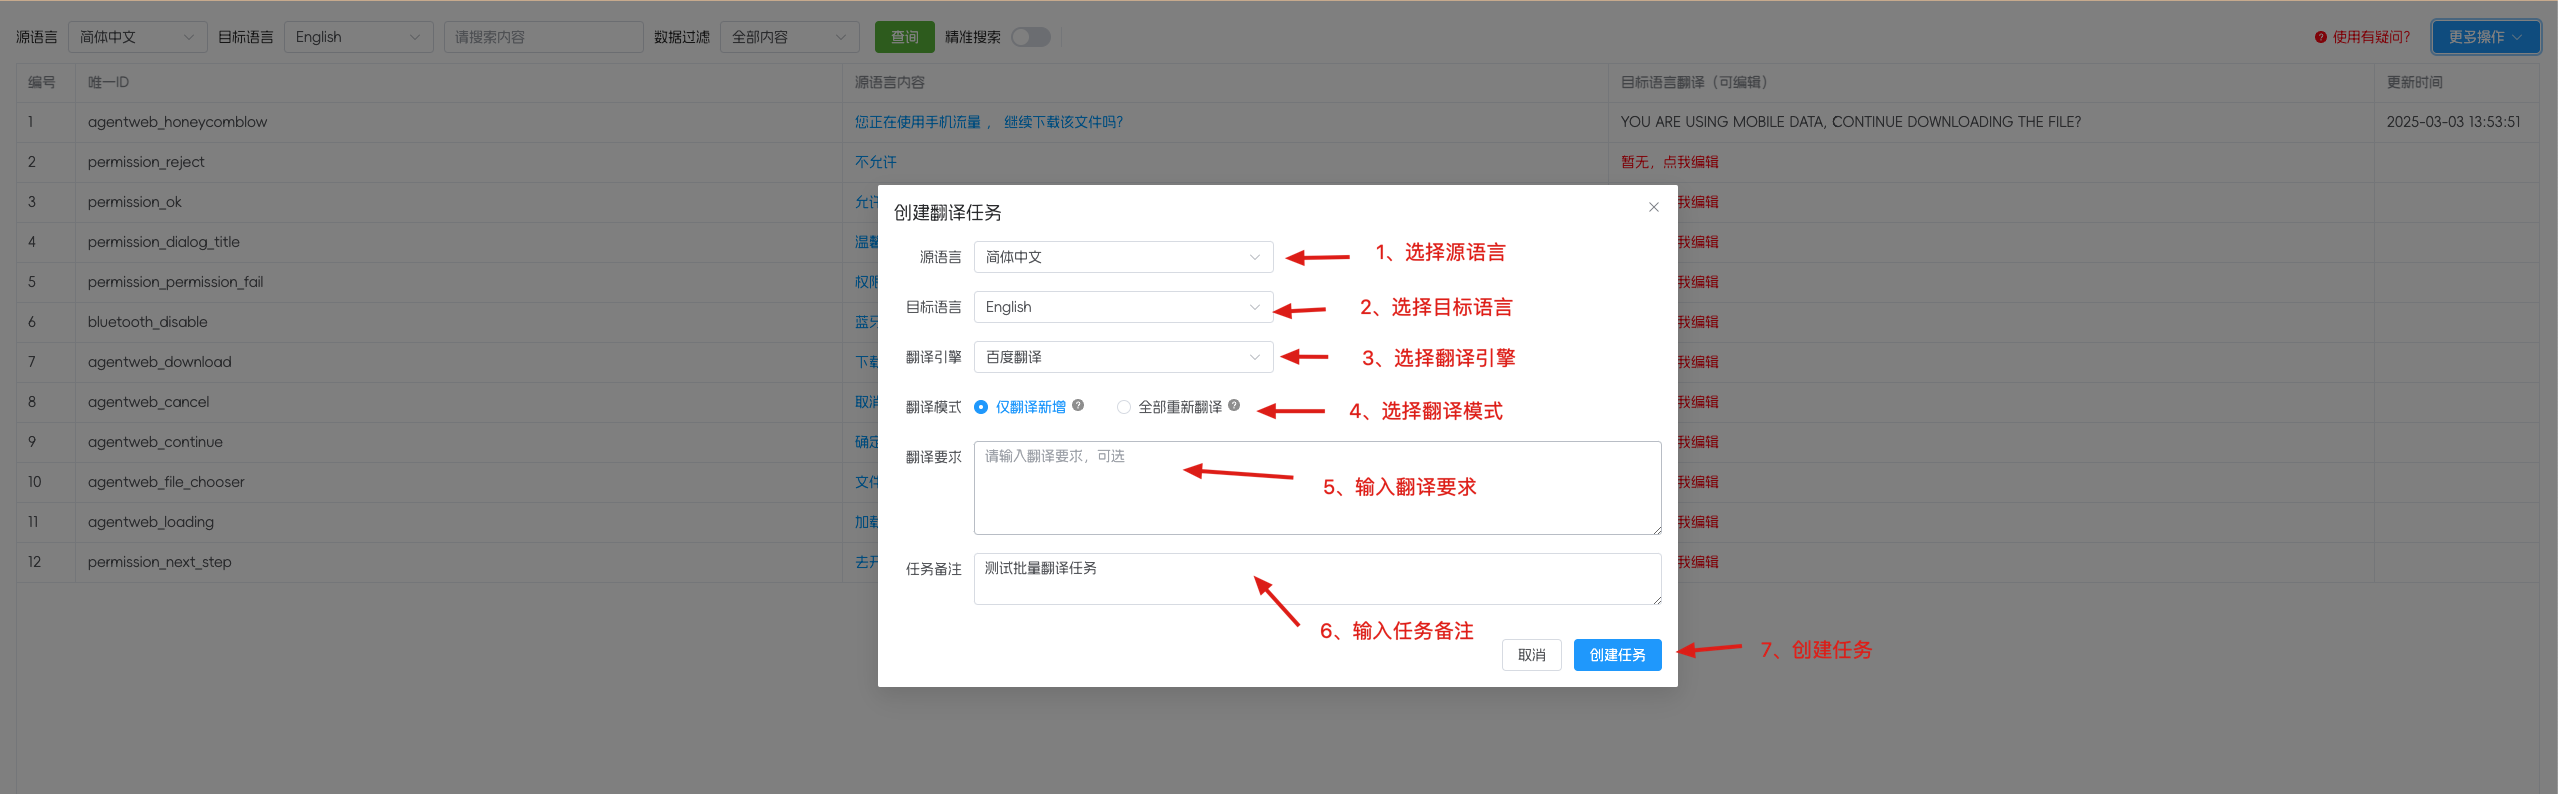 源语言 简体中文 目标语言 English 请搜索内容 数据过滤 全部内容 查询 精准搜索 使用有疑问? 更多操作
编号 唯一ID 源语言内容 目标语言翻译（可编辑） 更新时间
1 agentweb_honeycomblow 您正在使用手机流量， 继续下载该文件吗? YOU ARE USING MOBILE DATA, CONTINUE DOWNLOADING THE FILE? 2025-03-03 13:53:51
2 permission_reject 不允许 暂无，点我编辑
3 permission_ok 允许 我编辑
4 permission_dialog_title 温馨 我编辑
5 permission_permission_fail 权限 我编辑
6 bluetooth_disable 蓝牙 我编辑
7 agentweb_download 下载 我编辑
8 agentweb_cancel 取消 我编辑
9 agentweb_continue 确定 我编辑
10 agentweb_file_chooser 文件 我编辑
11 agentweb_loading 加载 我编辑
12 permission_next_step 去开 我编辑
创建翻译任务
源语言 简体中文 1、选择源语言
目标语言 English 2、选择目标语言
翻译引擎 百度翻译 3、选择翻译引擎
翻译模式 仅翻译新增 全部重新翻译 4、选择翻译模式
翻译要求 请输入翻译要求，可选
5、输入翻译要求
任务备注 测试批量翻译任务
6、输入任务备注
取消 创建任务 7、创建任务